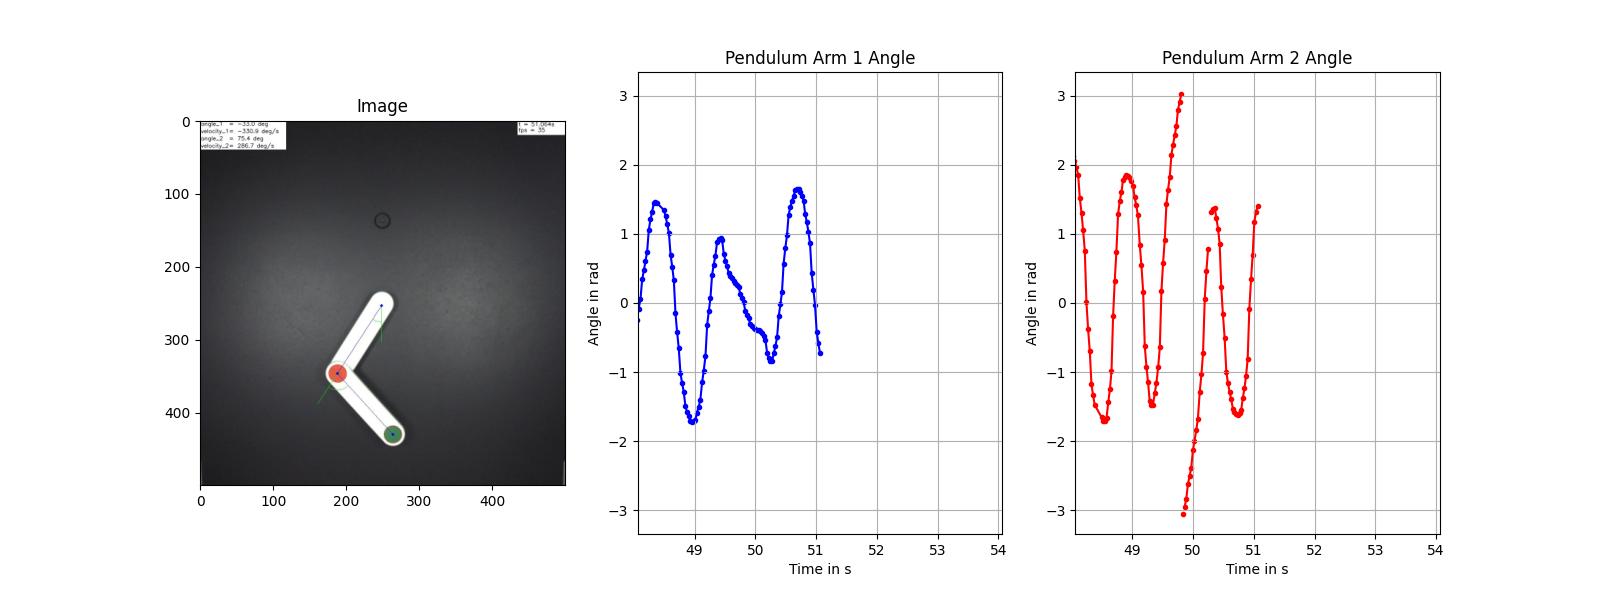 Image
angle_1 = -33.0 deg
velocity_1= -330.9 deg/s
angle_2 = 75.4 deg
velocity_2= 286.7 deg/s
t = 51.064s
fps = 35
0
100
200
300
400
0 100 200 300 400
Pendulum Arm 1 Angle
Angle in rad
3
2
1
0
−1
−2
−3
49 50 51 52 53 54
Time in s
Pendulum Arm 2 Angle
Angle in rad
3
2
1
0
−1
−2
−3
49 50 51 52 53 54
Time in s